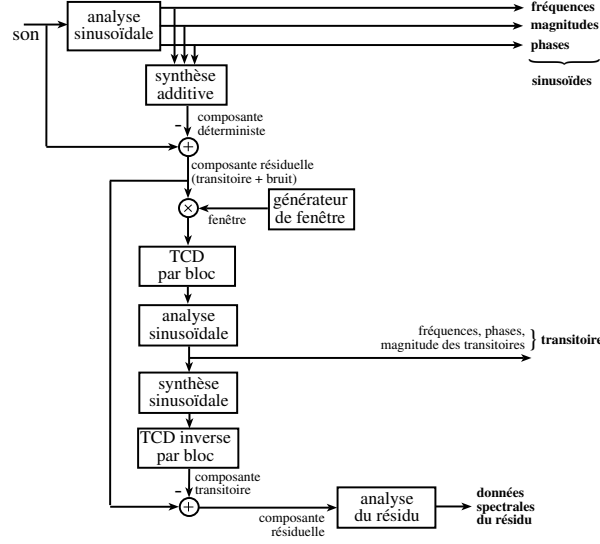 son
analyse
sinusoïdale
fréquences
magnitudes
phases
sinusoïdes
synthèse
additive
-
composante
déterministe
+
composante résiduelle
(transitoire + bruit)
×
fenêtre
générateur
de fenêtre
TCD
par bloc
analyse
sinusoïdale
fréquences, phases,
magnitude des transitoires
} transitoire
synthèse
sinusoïdale
TCD inverse
par bloc
-
composante
transitoire
+
composante
résiduelle
analyse
du résidu
données
spectrales
du résidu